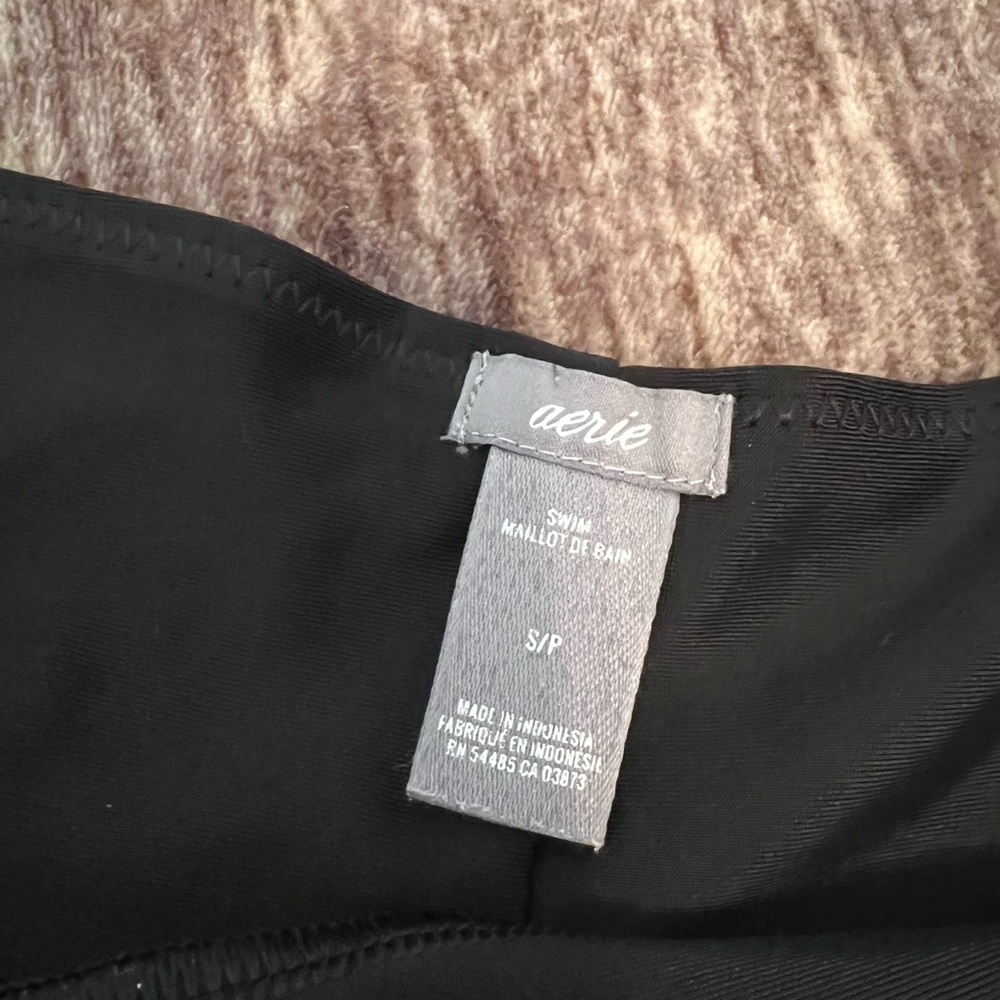 aerie
SWIM
MAILLOT DE BAIN
S/P
MADE IN INDONESIA
FABRIQUÉ EN INDONESIE
RN 54485 CA 03873